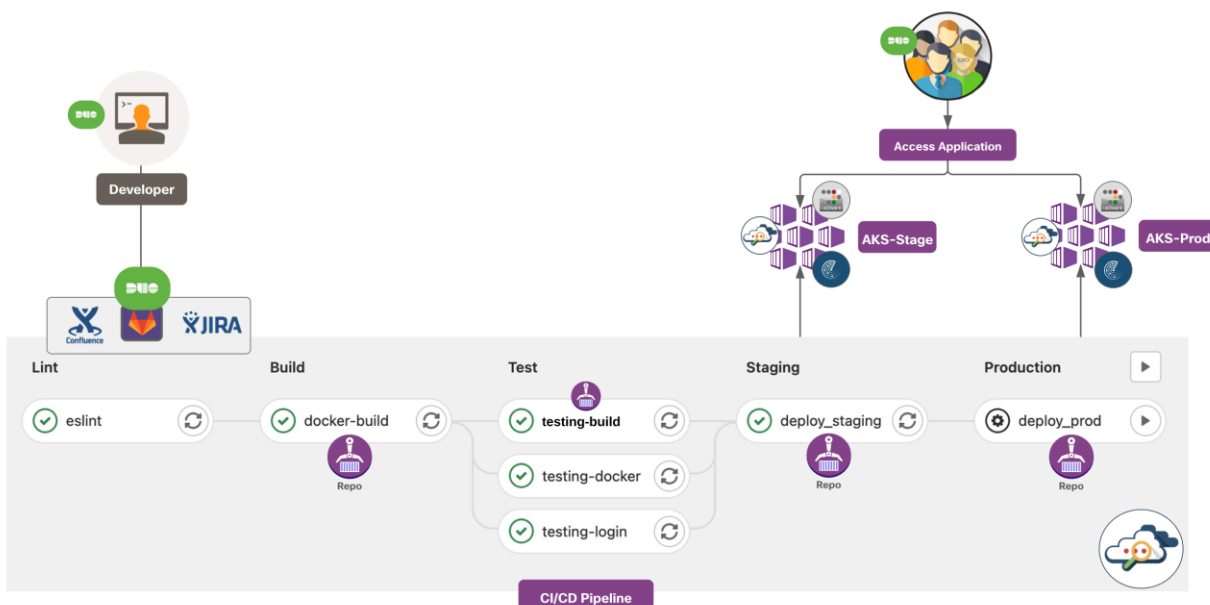 DUO
Access Application
DUO
Developer
AKS-Stage
AKS-Prod
DUO
Confluence
JIRA
Lint
Build
Test
Staging
Production
eslint
docker-build
testing-build
deploy_staging
deploy_prod
Repo
Repo
Repo
testing-docker
testing-login
CI/CD Pipeline